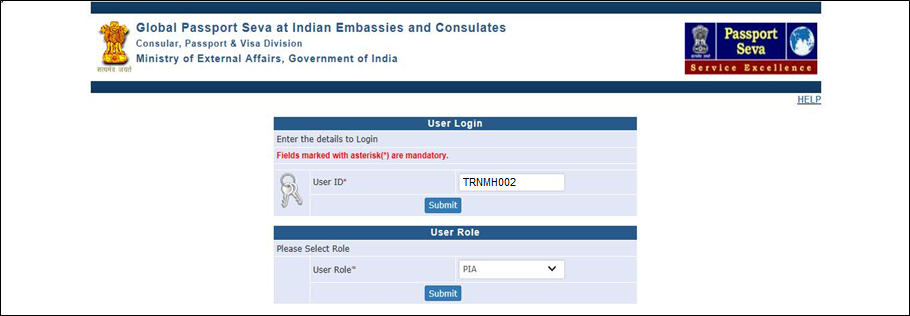 Global Passport Seva at Indian Embassies and Consulates
Consular, Passport & Visa Division
Ministry of External Affairs, Government of India
सत्यमेव जयते
Passport
Seva
Service Excellence
HELP
User Login
Enter the details to Login
Fields marked with asterisk(*) are mandatory.
User ID* TRNMH002
Submit
User Role
Please Select Role
User Role* PIA
Submit